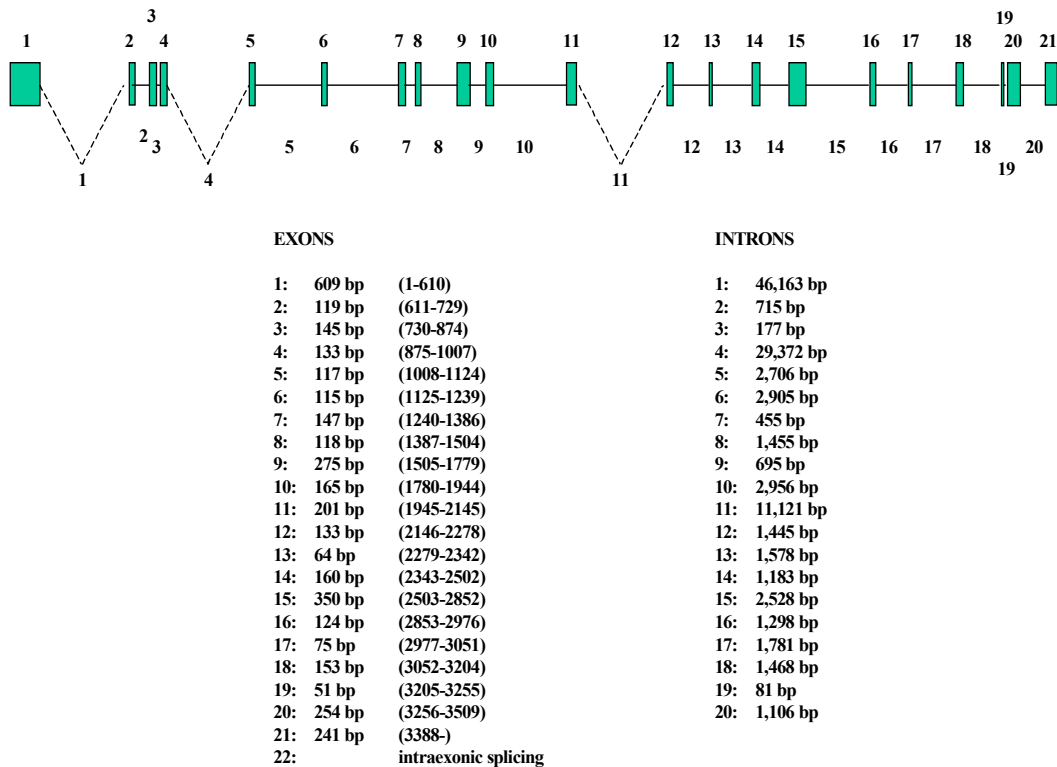 3 19
1 2 4 5 6 7 8 9 10 11 12 13 14 15 16 17 18 20 21
2 3 5 6 7 8 9 10 12 13 14 15 16 17 18 20
19
1 4 11
EXONS INTRONS
1: 609 bp (1-610) 1: 46,163 bp
2: 119 bp (611-729) 2: 715 bp
3: 145 bp (730-874) 3: 177 bp
4: 133 bp (875-1007) 4: 29,372 bp
5: 117 bp (1008-1124) 5: 2,706 bp
6: 115 bp (1125-1239) 6: 2,905 bp
7: 147 bp (1240-1386) 7: 455 bp
8: 118 bp (1387-1504) 8: 1,455 bp
9: 275 bp (1505-1779) 9: 695 bp
10: 165 bp (1780-1944) 10: 2,956 bp
11: 201 bp (1945-2145) 11: 11,121 bp
12: 133 bp (2146-2278) 12: 1,445 bp
13: 64 bp (2279-2342) 13: 1,578 bp
14: 160 bp (2343-2502) 14: 1,183 bp
15: 350 bp (2503-2852) 15: 2,528 bp
16: 124 bp (2853-2976) 16: 1,298 bp
17: 75 bp (2977-3051) 17: 1,781 bp
18: 153 bp (3052-3204) 18: 1,468 bp
19: 51 bp (3205-3255) 19: 81 bp
20: 254 bp (3256-3509) 20: 1,106 bp
21: 241 bp (3388-)
22: intraexonic splicing